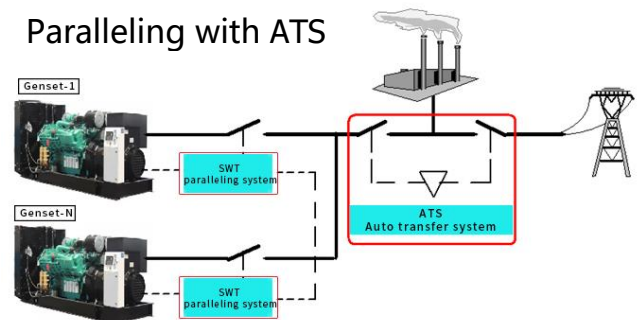 Paralleling with ATS
Genset-1
SWT
paralleling system
ATS
Auto transfer system
Genset-N
SWT
paralleling system